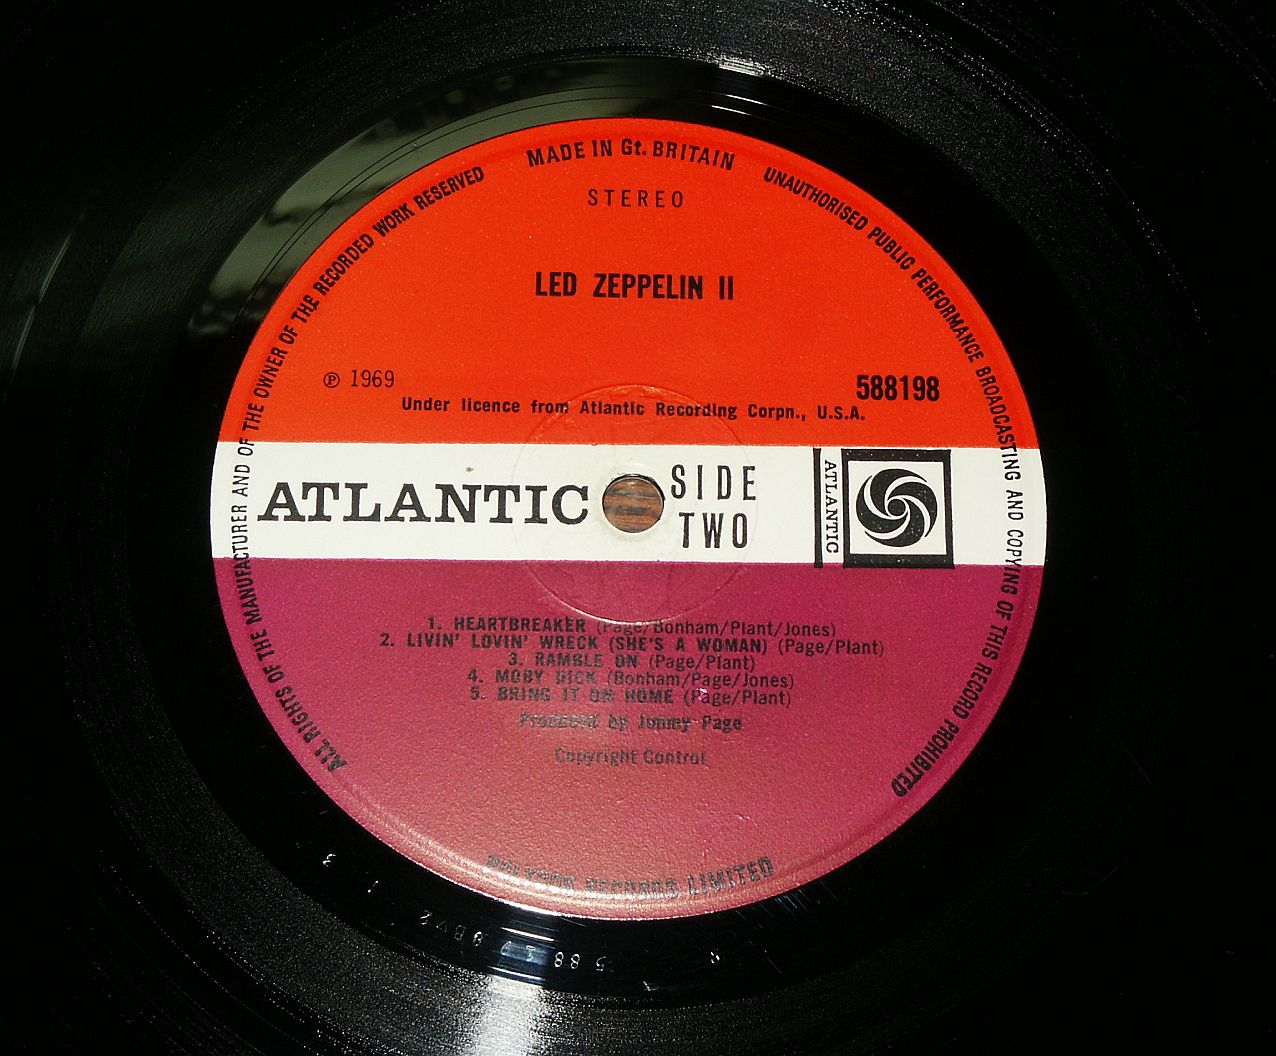 MADE IN Gt. BRITAIN
UNAUTHORISED PUBLIC PERFORMANCE BROADCASTING AND COPYING OF THIS RECORD PROHIBITED
ALL RIGHTS OF THE MANUFACTURER AND OF THE OWNER OF THE RECORDED WORK RESERVED
STEREO
LED ZEPPELIN II
℗ 1969
588198
Under licence from Atlantic Recording Corpn., U.S.A.
ATLANTIC
SIDE
TWO
ATLANTIC
1. HEARTBREAKER (Page/Bonham/Plant/Jones)
2. LIVIN' LOVIN' WRECK (SHE'S A WOMAN) (Page/Plant)
3. RAMBLE ON (Page/Plant)
4. MOBY DICK (Bonham/Page/Jones)
5. BRING IT ON HOME (Page/Plant)
Produced by Jimmy Page
Copyright Control
POLYDOR RECORDS LIMITED